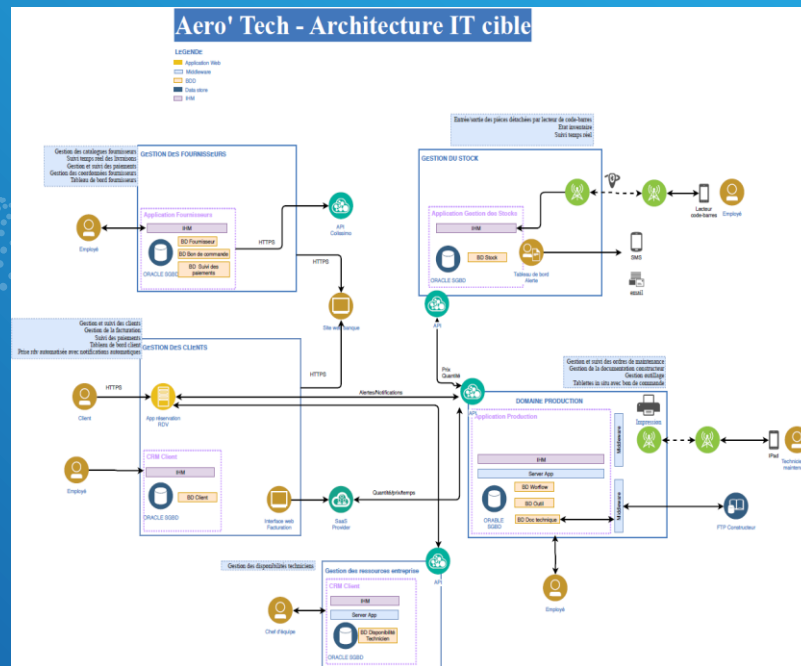 Aero' Tech - Architecture IT cible
LéGENDe
Application Web
Middleware
BDD
Data store
IHM
Gestion des catalogues fournisseurs
Suivi temps réel des livraisons
Gestion et suivi des paiements
Gestion des coordonnées fournisseurs
Tableau de bord fournisseurs
GeSTION DeS FOURNISSeURS
Application Fournisseurs
IHM
BD Fournisseur
BD Bon de commande
BD Suivi des
paiements
ORACLE SGBD
Employé
HTTPS
API
Colissimo
HTTPS
Site web banque
HTTPS
Entrée/sortie des pièces détachées par lecteur de code-barres
Etat inventaire
Suivi temps réel
GESTION DU STOCK
Application Gestion des Stocks
IHM
BD Stock
ORACLE SGBD
Tableau de bord
Alerte
Lecteur
code-barres
Employé
SMS
email
API
Prix
Quantité
Gestion et suivi des clients
Gestion de la facturation
Suivi des paiements
Tableau de bord client
Prise rdv automatisée avec notifications automatiques
GeSTION DeS CLIeNTS
Client
HTTPS
App réservation
RDV
Alertes/Notifications
CRM Client
IHM
BD Client
ORACLE SGBD
Employé
Interface web
Facturation
SaaS
Provider
Quantité/prix/temps
API
Gestion et suivi des ordres de maintenance
Gestion de la documentation constructeur
Gestion outillage
Tablettes in situ avec bon de commande
DOMAINe PRODUCTION
Application Production
Impressions
Middleware
IHM
Server App
BD Worflow
BD Outil
BD Doc technique
ORABLE
SGBD
Middleware
iPad
Technicie
mainten
FTP Constructeur
Employé
Gestion des disponibilités techniciens
Gestion des ressources entreprise
API
CRM Client
IHM
Server App
BD Disponibilité
Technicien
ORACLE SGBD
Chef d'équipe